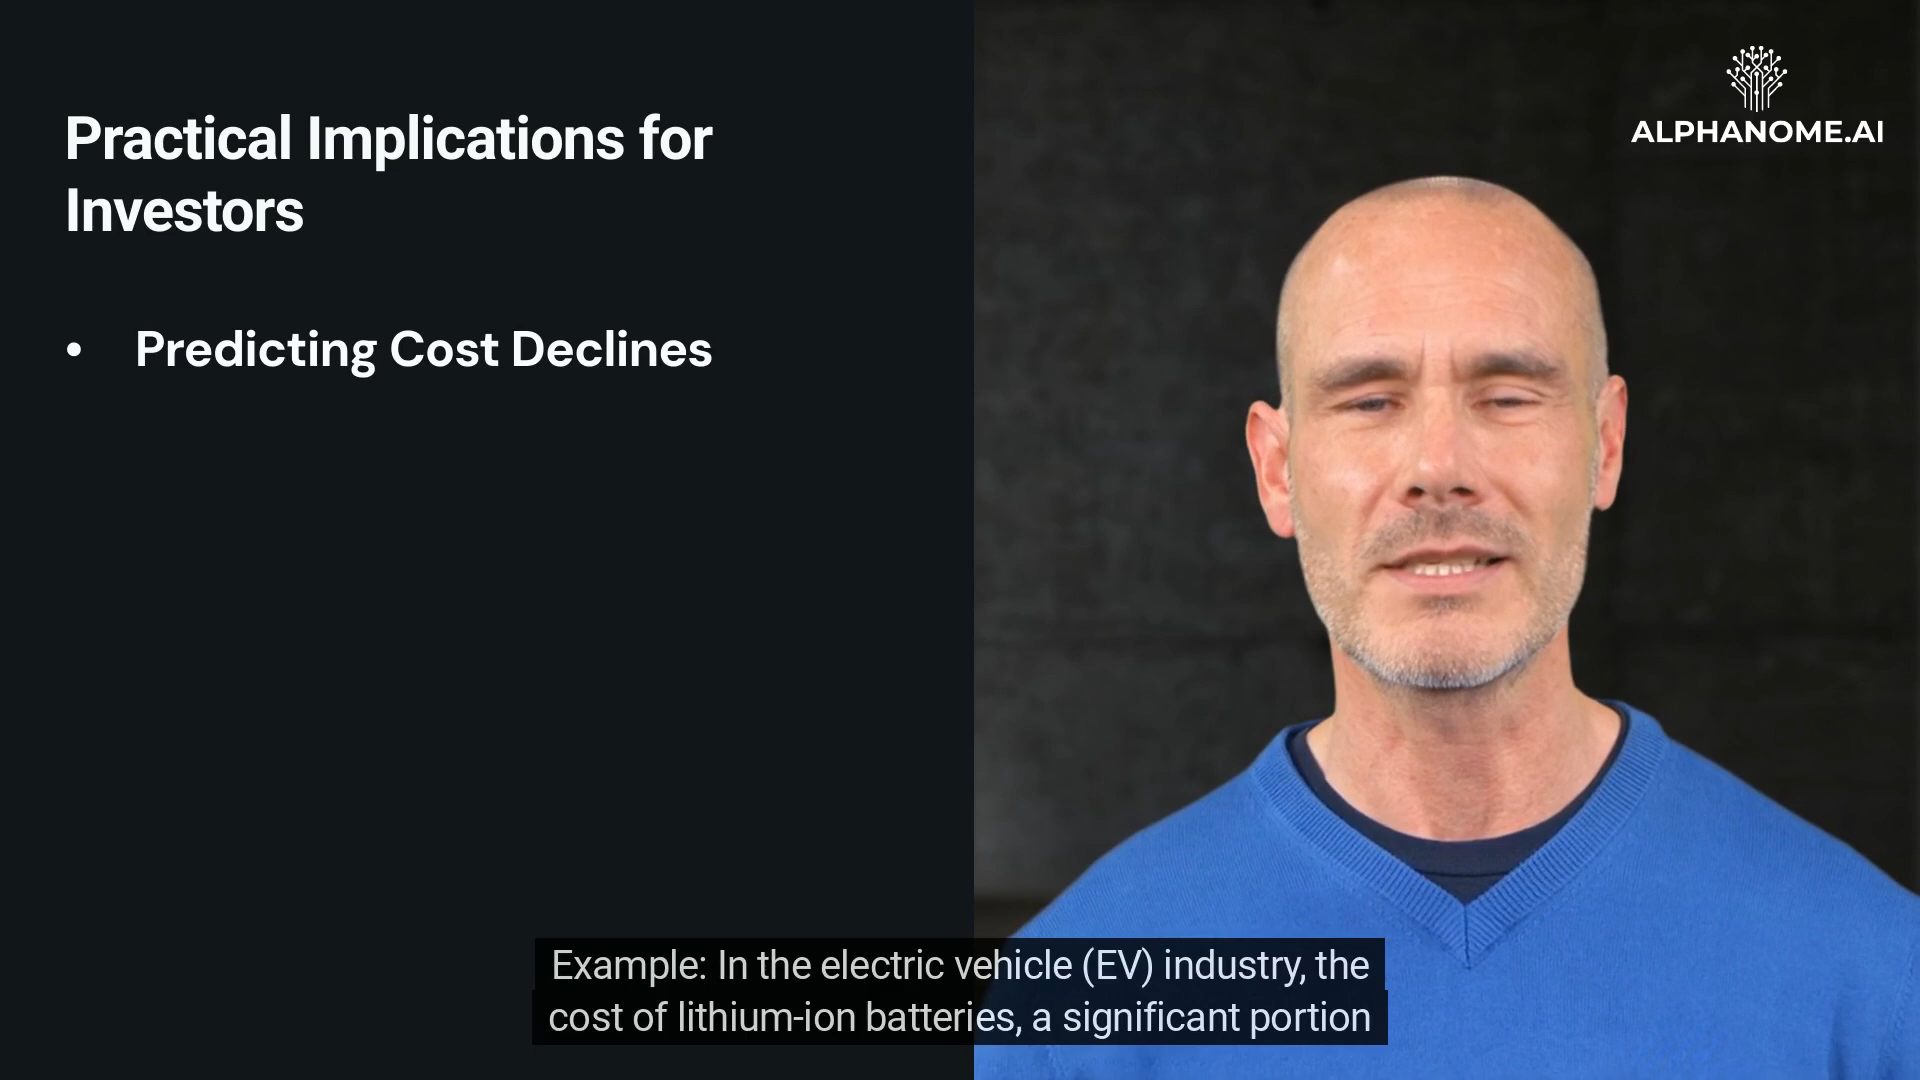 Practical Implications for
Investors
• Predicting Cost Declines
ALPHANOME.AI
Example: In the electric vehicle (EV) industry, the
cost of lithium-ion batteries, a significant portion